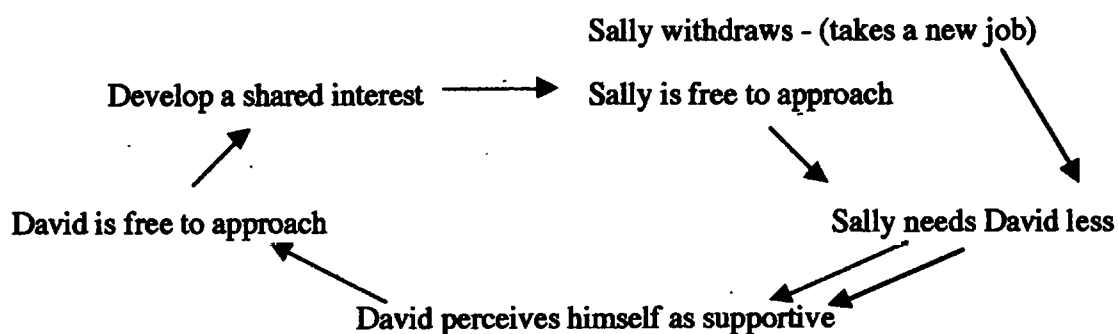 Sally withdraws - (takes a new job)
Develop a shared interest
Sally is free to approach
David is free to approach
Sally needs David less
David perceives himself as supportive